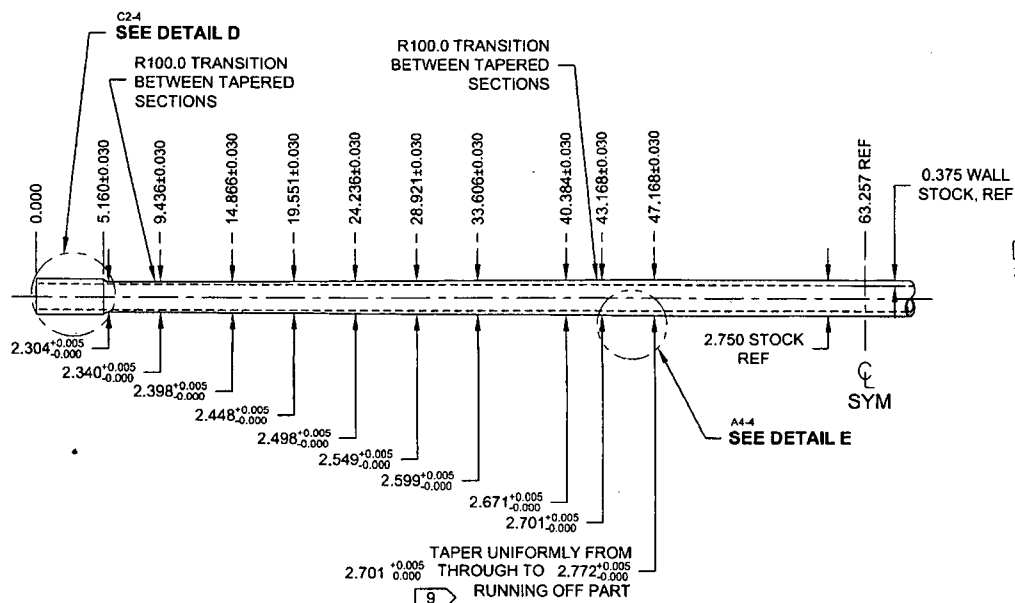 C2-4
SEE DETAIL D
R100.0 TRANSITION
BETWEEN TAPERED
SECTIONS
R100.0 TRANSITION
BETWEEN TAPERED
SECTIONS
0.000
5.160±0.030
9.436±0.030
14.866±0.030
19.551±0.030
24.236±0.030
28.921±0.030
33.606±0.030
40.384±0.030
43.168±0.030
47.168±0.030
63.257 REF
0.375 WALL
STOCK, REF
2.304 +0.005 -0.000
2.340 +0.005 -0.000
2.398 +0.005 -0.000
2.448 +0.005 -0.000
2.498 +0.005 -0.000
2.549 +0.005 -0.000
2.599 +0.005 -0.000
2.671 +0.005 -0.000
2.701 +0.005 -0.000
2.750 STOCK
REF
℄
SYM
A4-4
SEE DETAIL E
TAPER UNIFORMLY FROM
2.701 +0.005 0.000 THROUGH TO 2.772 +0.005 -0.000
9 RUNNING OFF PART